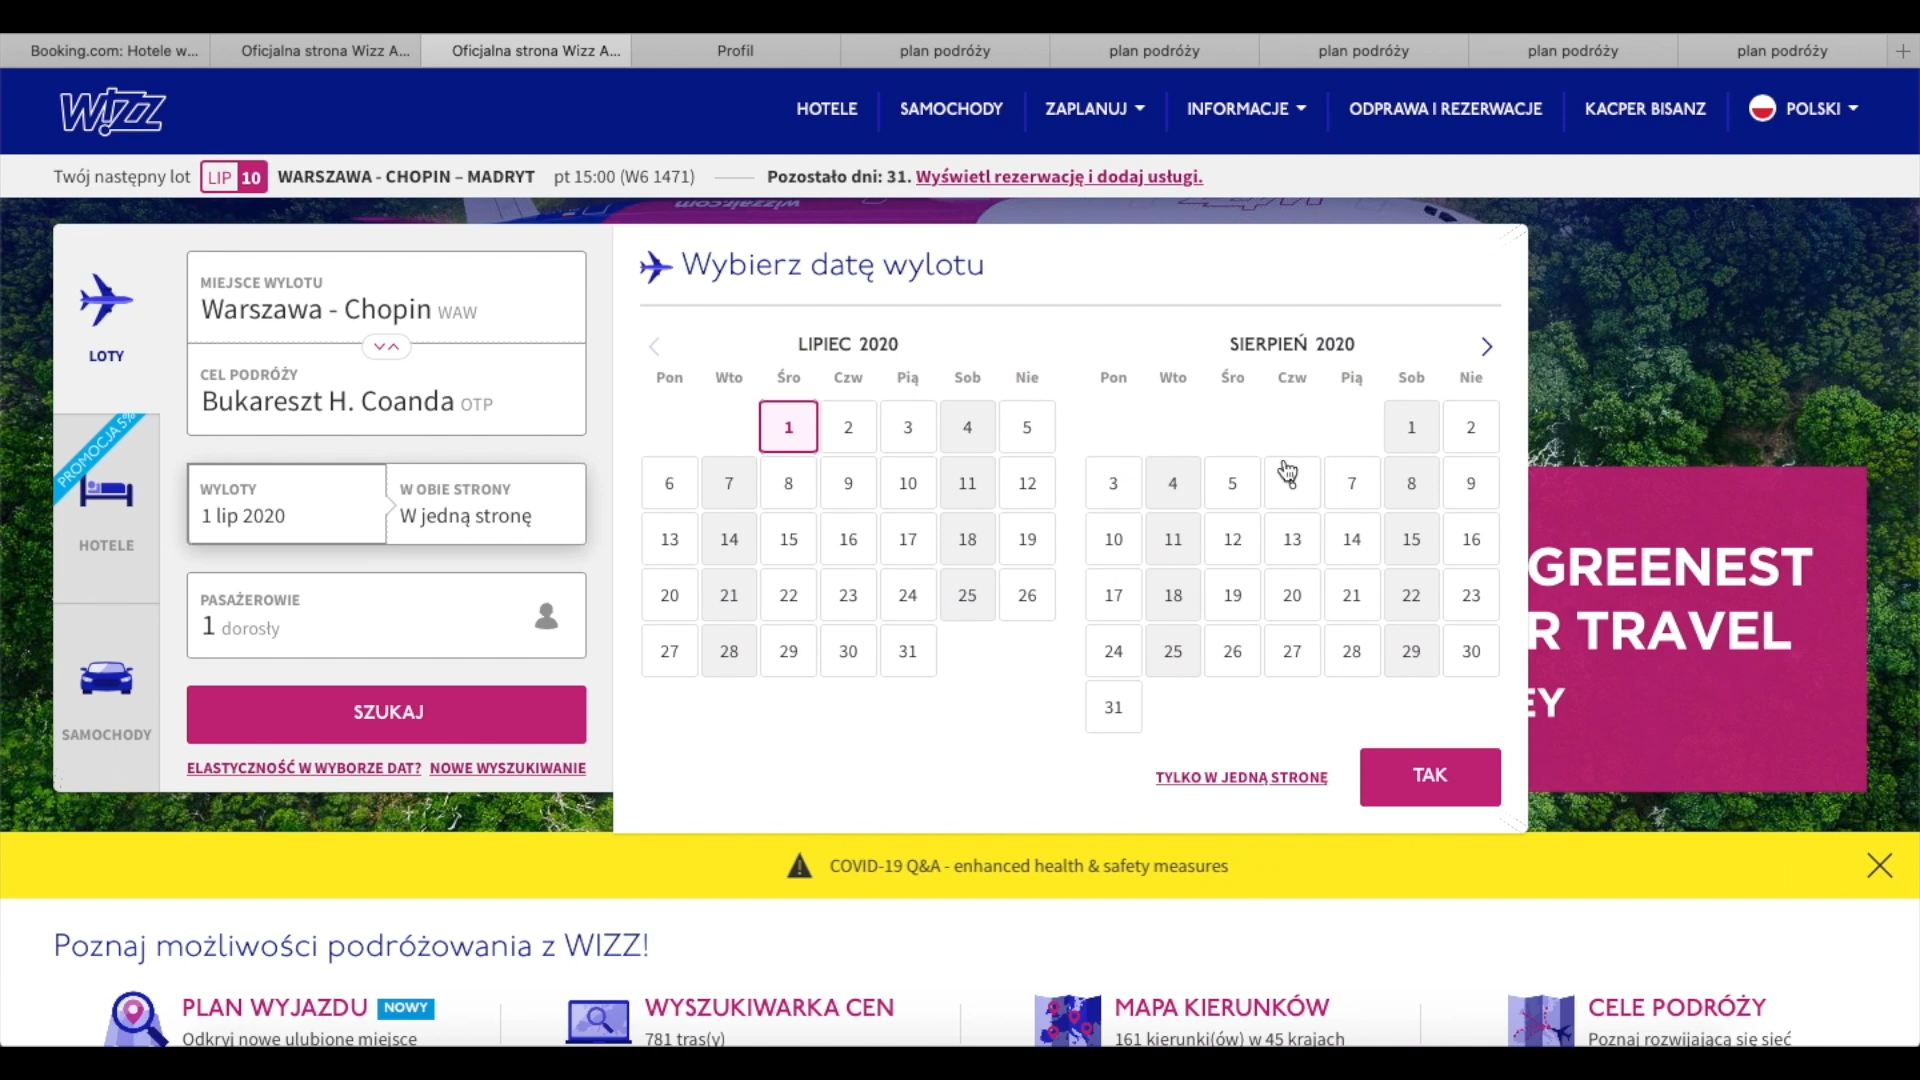 Booking.com: Hotele w...
Oficjalna strona Wizz A...
Oficjalna strona Wizz A...
Profil
plan podróży
plan podróży
plan podróży
plan podróży
plan podróży
WIZZ
HOTELE
SAMOCHODY
ZAPLANUJ
INFORMACJE
ODPRAWA I REZERWACJE
KACPER BISANZ
POLSKI
Twój następny lot LIP 10 WARSZAWA - CHOPIN – MADRYT pt 15:00 (W6 1471) Pozostało dni: 31. Wyświetl rezerwację i dodaj usługi.
wizzair.com
LOTY
PROMOCJA 5%
HOTELE
SAMOCHODY
MIEJSCE WYLOTU
Warszawa - Chopin WAW
CEL PODRÓŻY
Bukareszt H. Coanda OTP
WYLOTY
1 lip 2020
W OBIE STRONY
W jedną stronę
PASAŻEROWIE
1 dorosły
SZUKAJ
ELASTYCZNOŚĆ W WYBORZE DAT? NOWE WYSZUKIWANIE
Wybierz datę wylotu
LIPIEC 2020
Pon Wto Śro Czw Pią Sob Nie
1 2 3 4 5
6 7 8 9 10 11 12
13 14 15 16 17 18 19
20 21 22 23 24 25 26
27 28 29 30 31
SIERPIEŃ 2020
Pon Wto Śro Czw Pią Sob Nie
1 2
3 4 5 6 7 8 9
10 11 12 13 14 15 16
17 18 19 20 21 22 23
24 25 26 27 28 29 30
31
TYLKO W JEDNĄ STRONĘ
TAK
GREENEST
R TRAVEL
EY
COVID-19 Q&A - enhanced health & safety measures
Poznaj możliwości podróżowania z WIZZ!
PLAN WYJAZDU NOWY
Odkryj nowe ulubione miejsce
WYSZUKIWARKA CEN
781 tras(y)
MAPA KIERUNKÓW
161 kierunki(ów) w 45 krajach
CELE PODRÓŻY
Poznaj rozwijającą się sieć